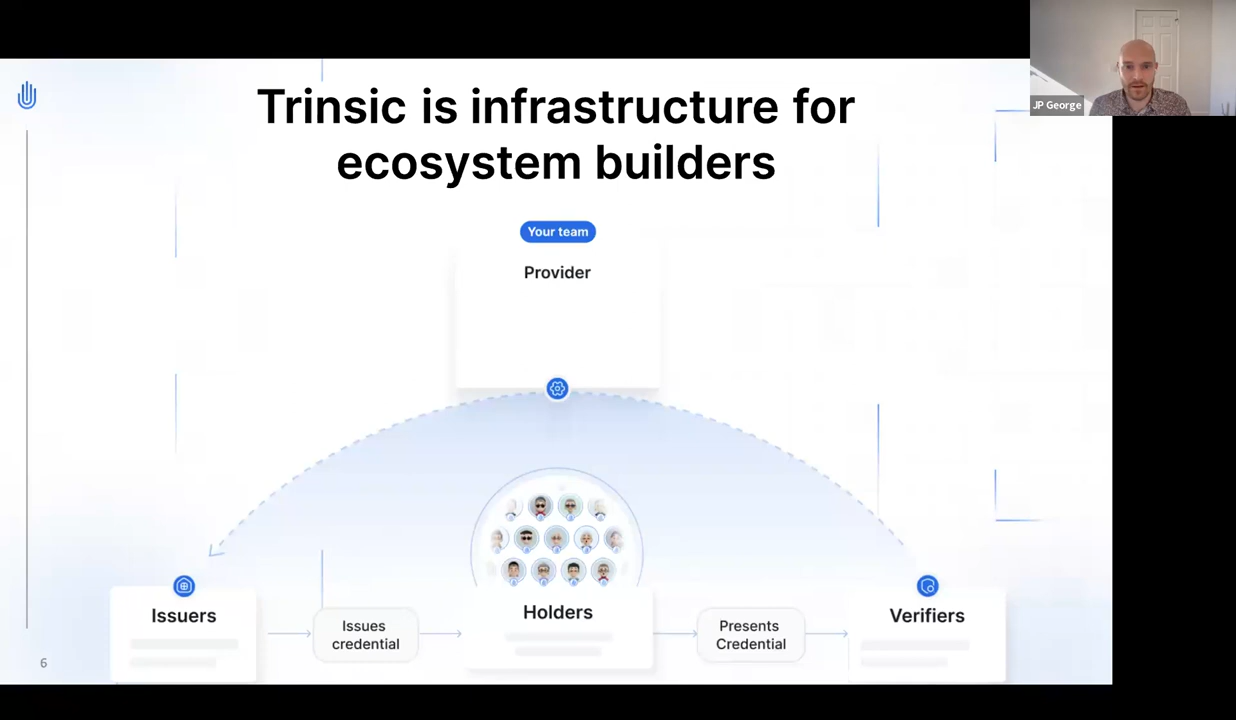 JP George
Trinsic is infrastructure for
ecosystem builders
Your team
Provider
Issuers
Issues
credential
Holders
Presents
Credential
Verifiers
6